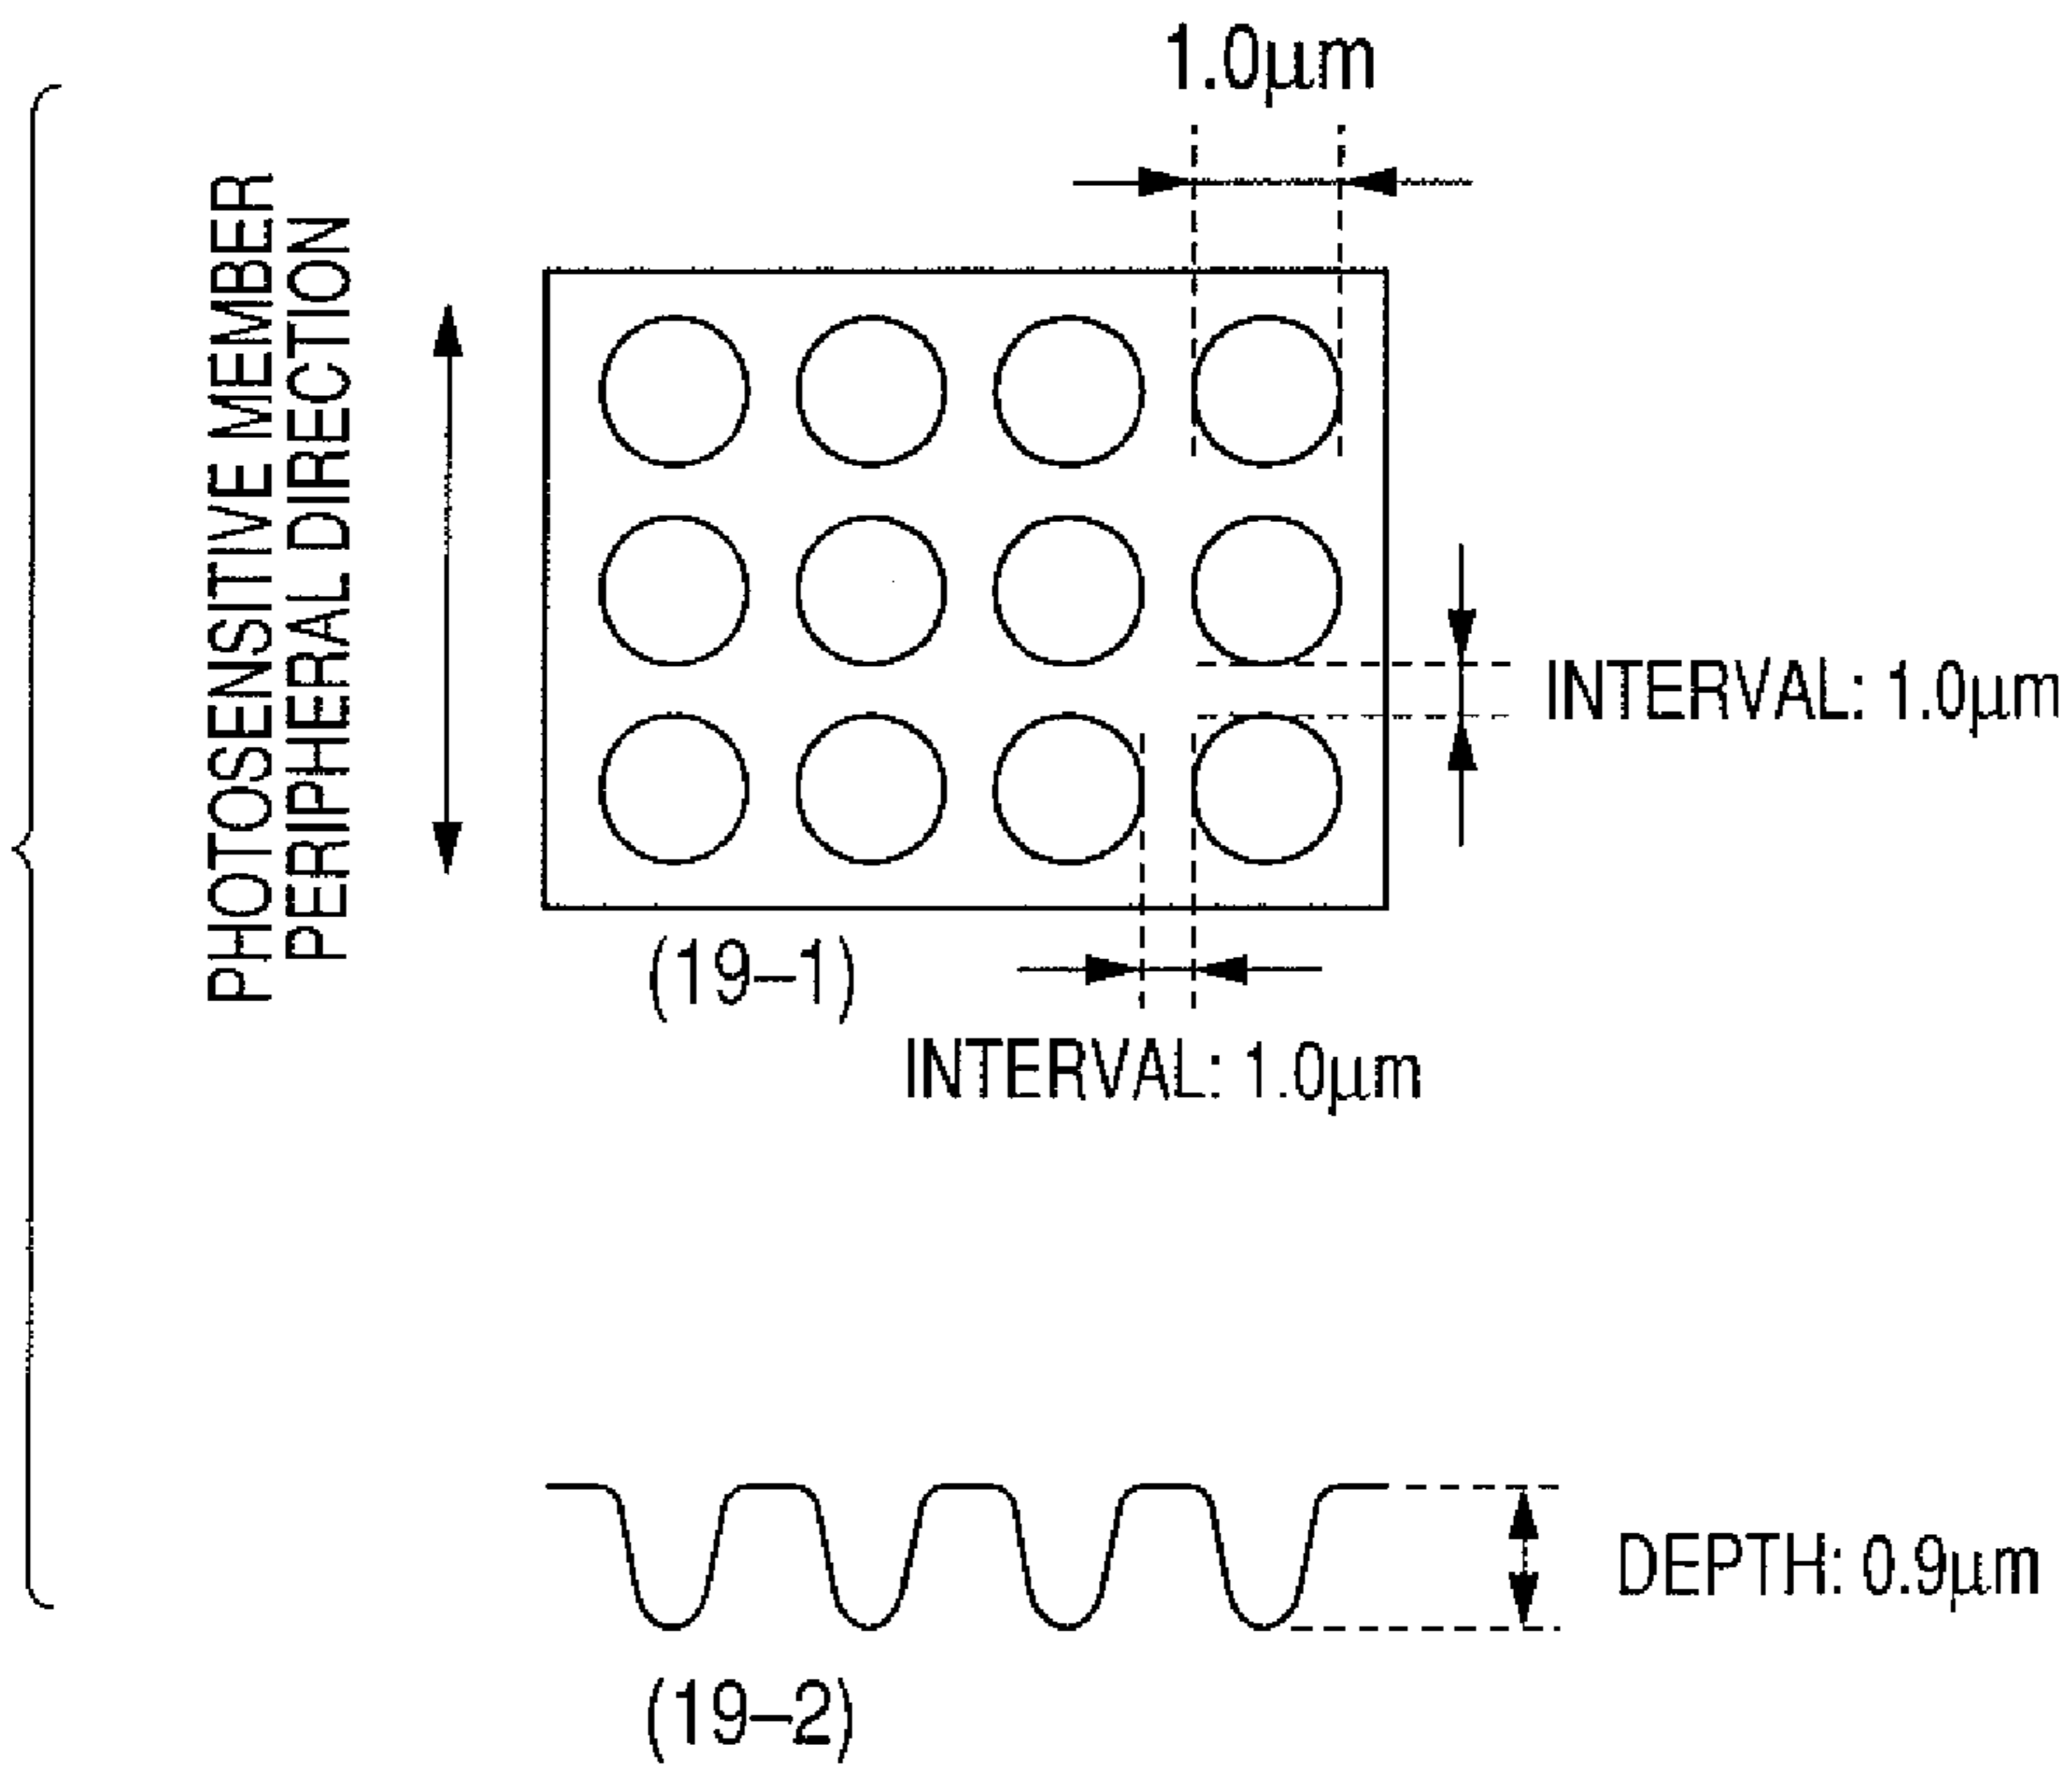 1.0μm
PHOTOSENSITIVE MEMBER
PERIPHERAL DIRECTION
INTERVAL: 1.0μm
(19–1)
INTERVAL: 1.0μm
DEPTH: 0.9μm
(19–2)